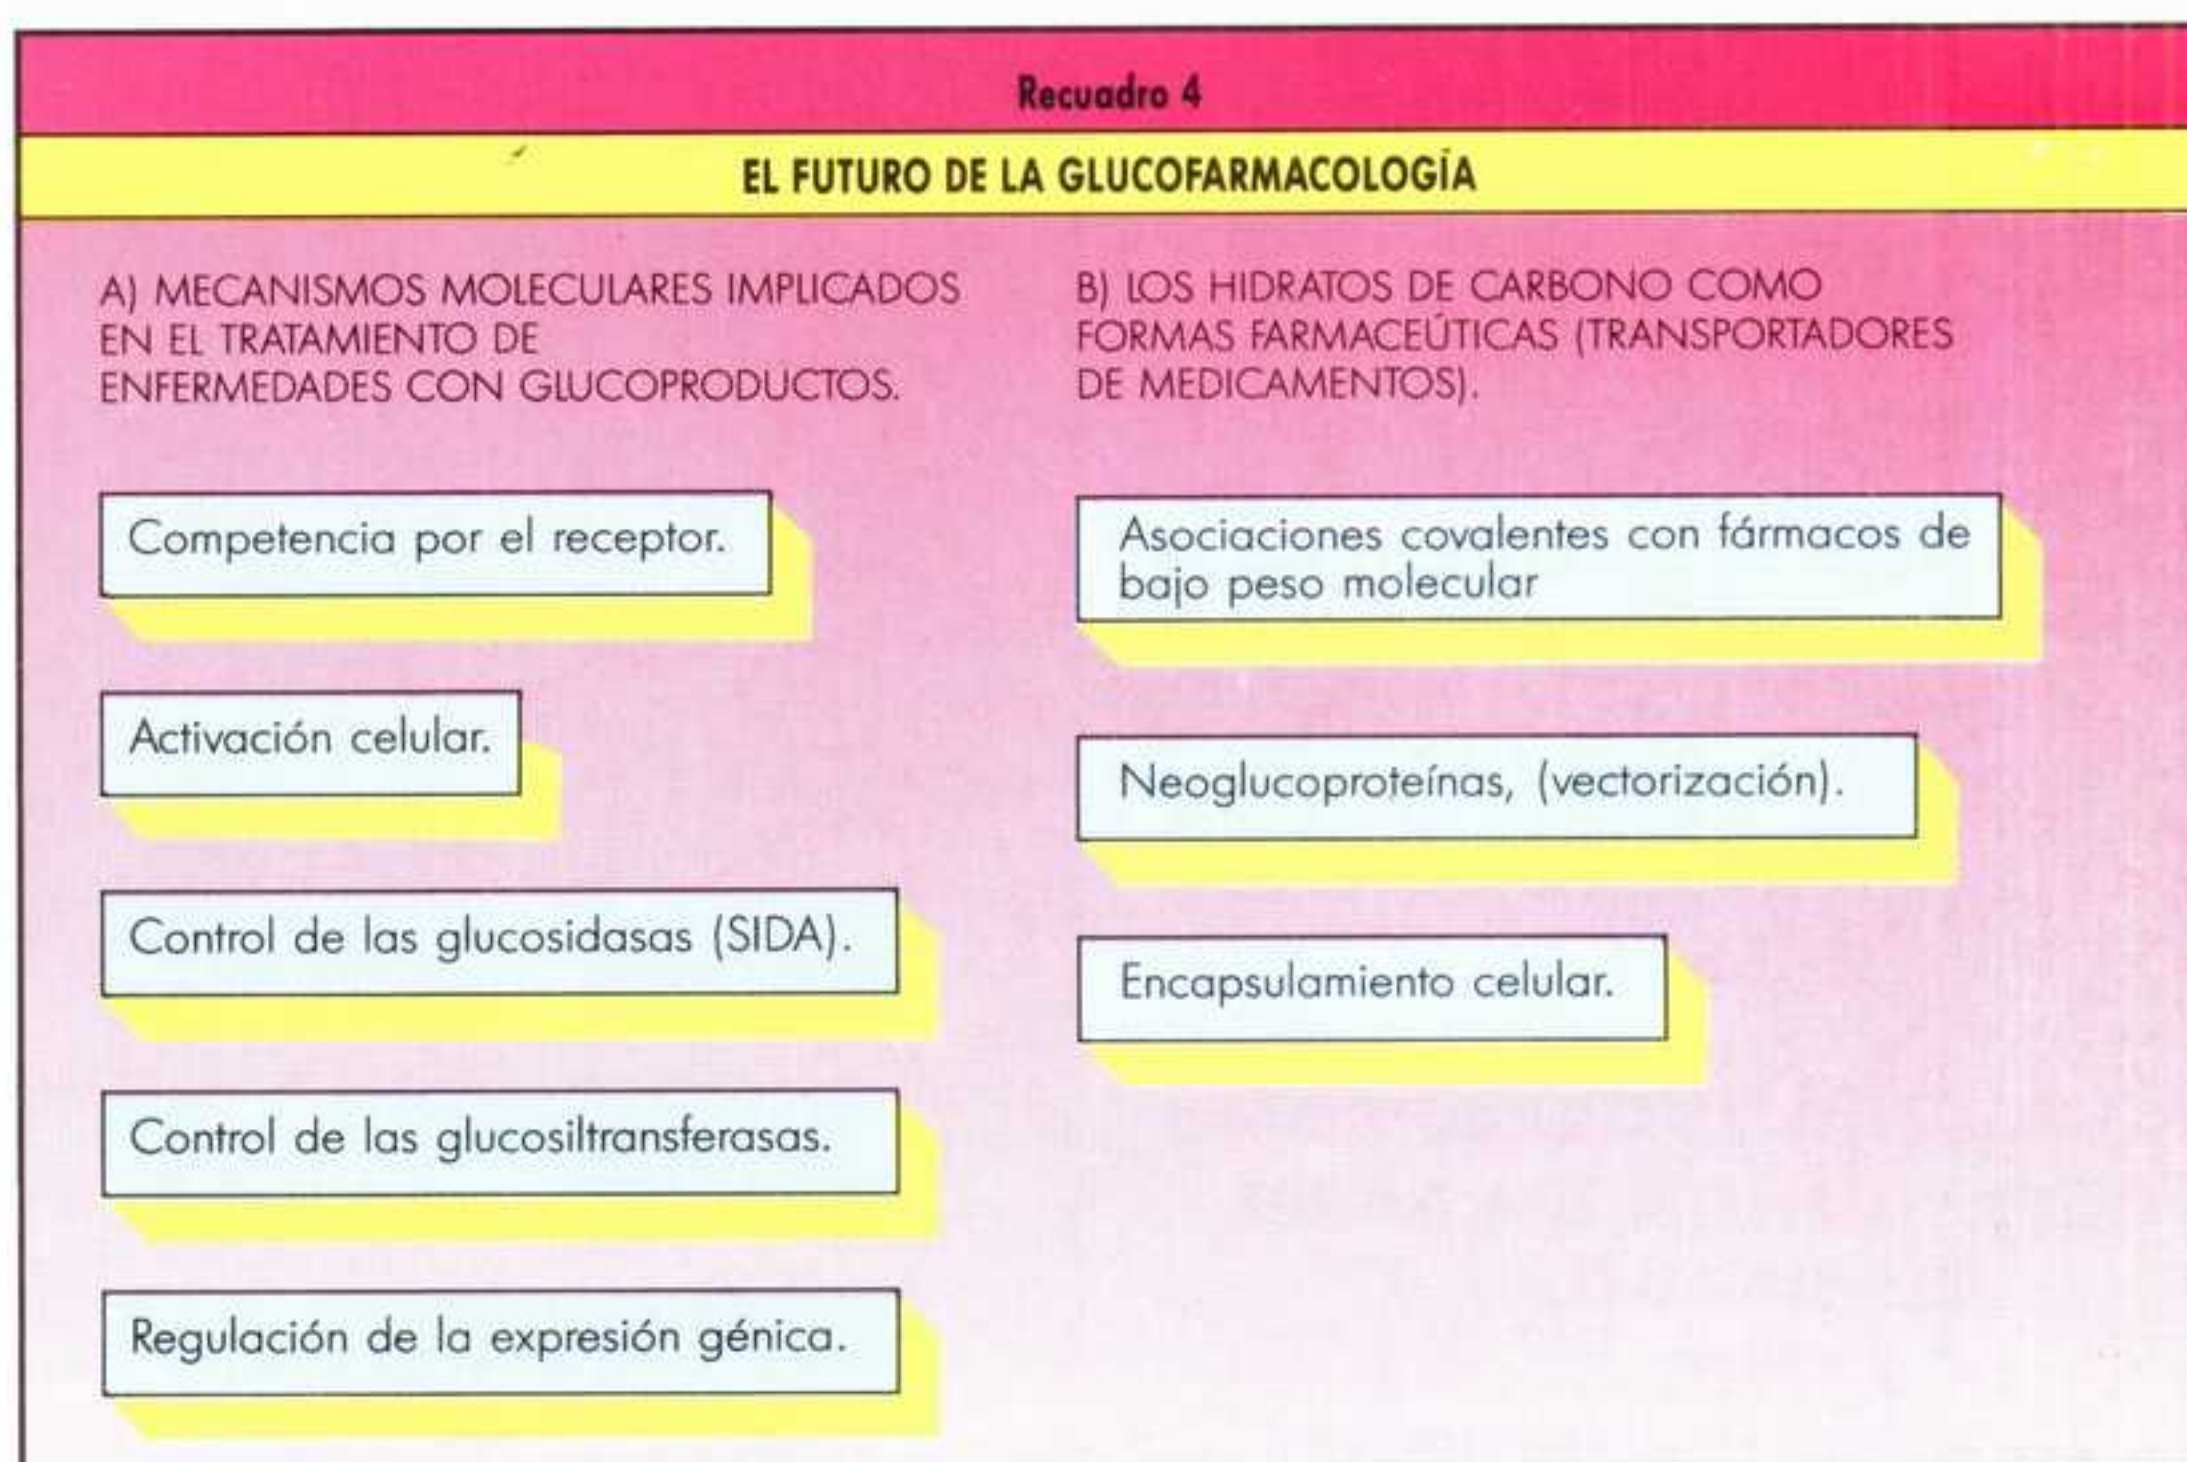 Recuadro 4
EL FUTURO DE LA GLUCOFARMACOLOGÍA
A) MECANISMOS MOLECULARES IMPLICADOS
EN EL TRATAMIENTO DE
ENFERMEDADES CON GLUCOPRODUCTOS.
Competencia por el receptor.
Activación celular.
Control de las glucosidasas (SIDA).
Control de las glucosiltransferasas.
Regulación de la expresión génica.
B) LOS HIDRATOS DE CARBONO COMO
FORMAS FARMACEÚTICAS (TRANSPORTADORES
DE MEDICAMENTOS).
Asociaciones covalentes con fármacos de
bajo peso molecular
Neoglucoproteínas, (vectorización).
Encapsulamiento celular.